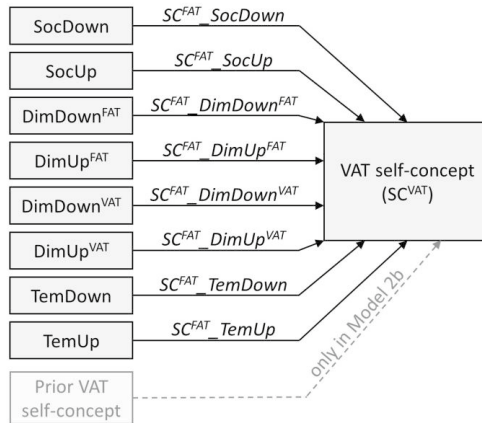 SocDown
SC^FAT_SocDown
SocUp
SC^FAT_SocUp
DimDown^FAT
SC^FAT_DimDown^FAT
DimUp^FAT
SC^FAT_DimUp^FAT
DimDown^VAT
SC^FAT_DimDown^VAT
DimUp^VAT
SC^FAT_DimUp^VAT
TemDown
SC^FAT_TemDown
TemUp
SC^FAT_TemUp
Prior VAT
self-concept
VAT self-concept
(SC^VAT)
only in Model 2b